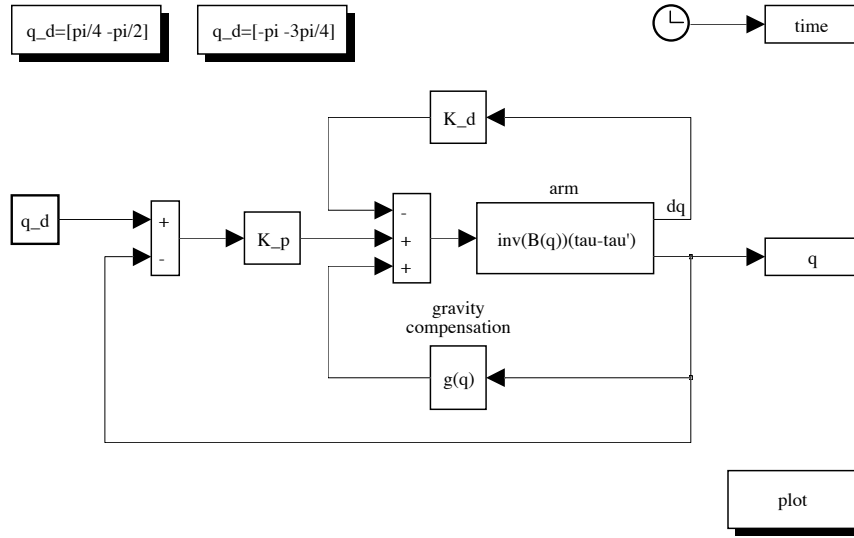 q_d=[pi/4 -pi/2]
q_d=[-pi -3pi/4]
time
K_d
arm
dq
q_d
+
-
K_p
-
+
+
inv(B(q))(tau-tau')
q
gravity
compensation
g(q)
plot